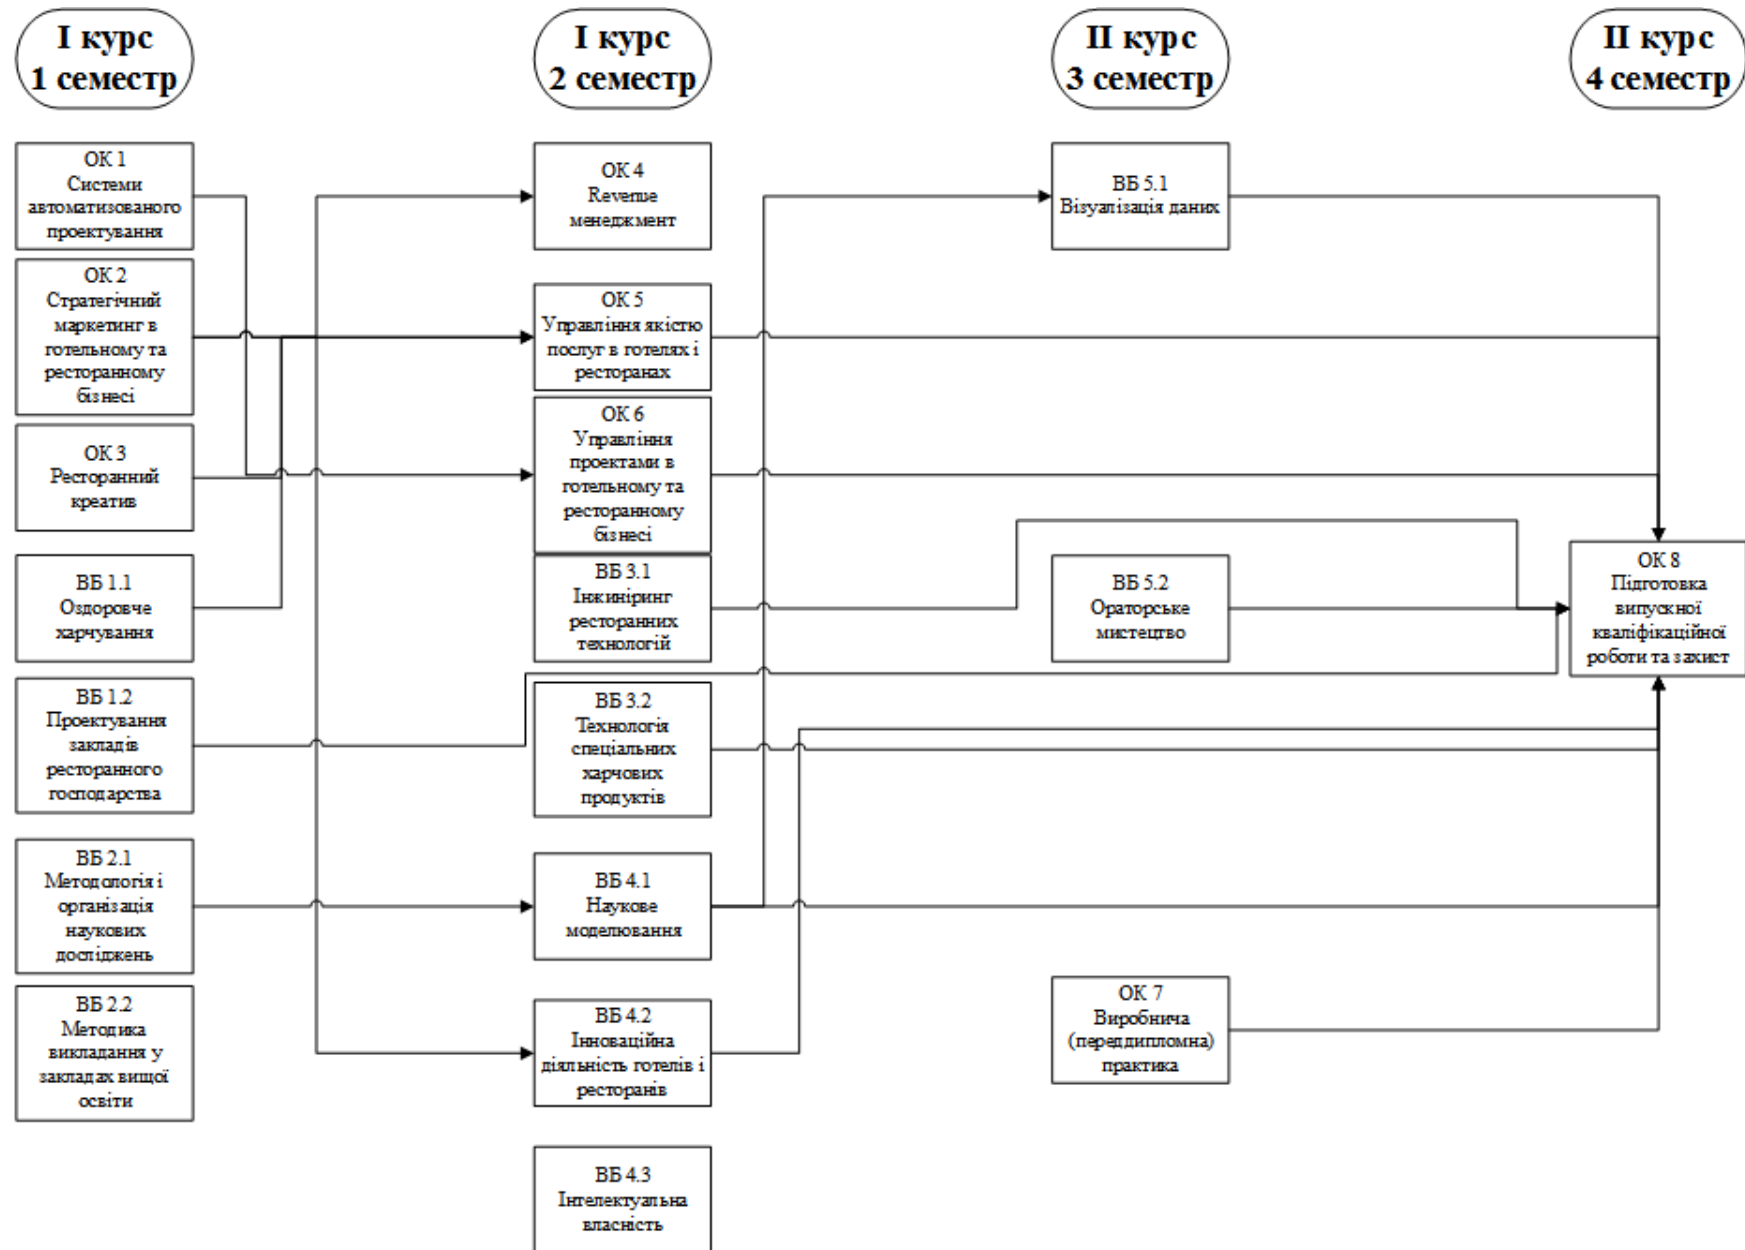 I курс
1 семестр
I курс
2 семестр
II курс
3 семестр
II курс
4 семестр
ОК 1
Системи
автоматизованого
проектування
ОК 2
Стратегічний
маркетинг в
готельному та
ресторанному
бізнесі
ОК 3
Ресторанний
креатив
ВБ 1.1
Оздоровче
харчування
ВБ 1.2
Проектування
закладів
ресторанного
господарства
ВБ 2.1
Методологія і
організація
наукових
досліджень
ВБ 2.2
Методика
викладання у
закладах вищої
освіти
ОК 4
Revenue
менеджмент
ОК 5
Управління якістю
послуг в готелях і
ресторанах
ОК 6
Управління
проектами в
готельному та
ресторанному
бізнесі
ВБ 3.1
Інжиніринг
ресторанних
технологій
ВБ 3.2
Технологія
спеціальних
харчових
продуктів
ВБ 4.1
Наукове
моделювання
ВБ 4.2
Інноваційна
діяльність готелів і
ресторанів
ВБ 4.3
Інтелектуальна
власність
ВБ 5.1
Візуалізація даних
ВБ 5.2
Ораторське
мистецтво
ОК 7
Виробнича
(переддипломна)
практика
ОК 8
Підготовка
випускної
кваліфікаційної
роботи та захист